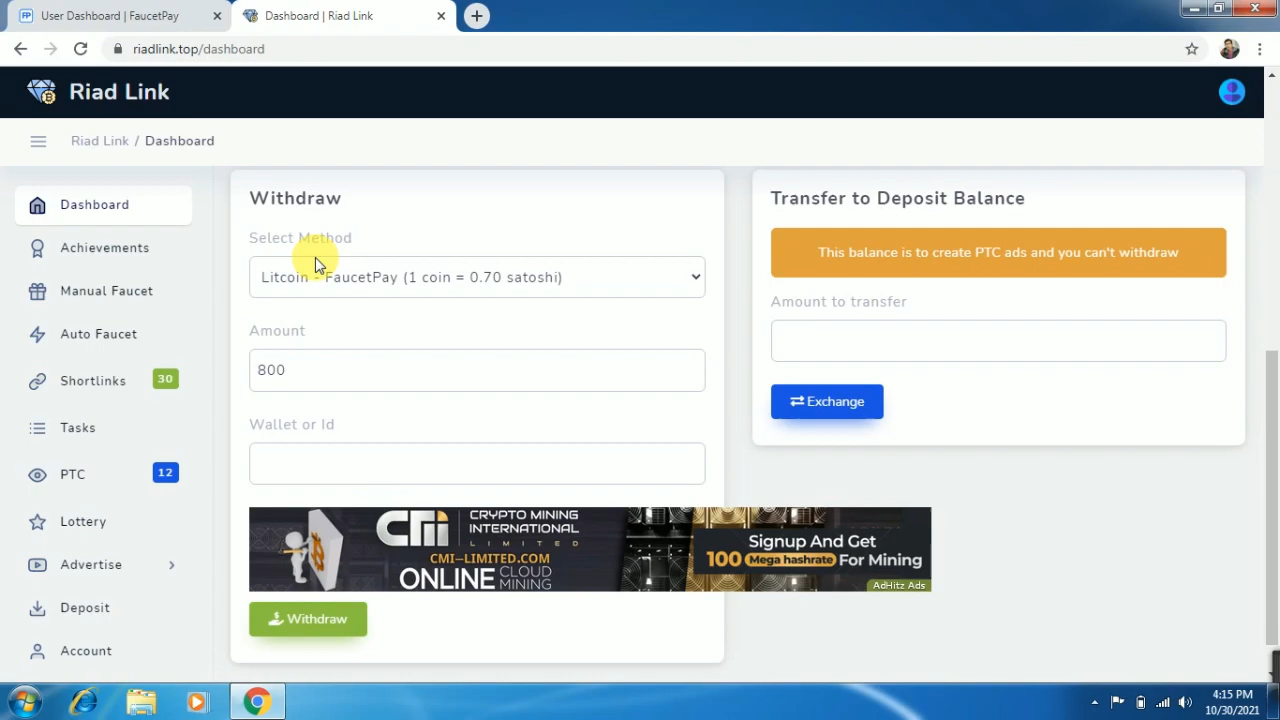 User Dashboard | FaucetPay
Dashboard | Riad Link
riadlink.top/dashboard
Riad Link
Riad Link / Dashboard
Dashboard
Achievements
Manual Faucet
Auto Faucet
Shortlinks 30
Tasks
PTC 12
Lottery
Advertise
Deposit
Account
Withdraw
Select Method
Litcoin - FaucetPay (1 coin = 0.70 satoshi)
Amount
800
Wallet or Id
CMI CRYPTO MINING
INTERNATIONAL
LIMITED
CMI-LIMITED.COM
ONLINE CLOUD
MINING
Signup And Get
100 Mega hashrate For Mining
AdHitz Ads
Withdraw
Transfer to Deposit Balance
This balance is to create PTC ads and you can't withdraw
Amount to transfer
Exchange
4:15 PM
10/30/2021